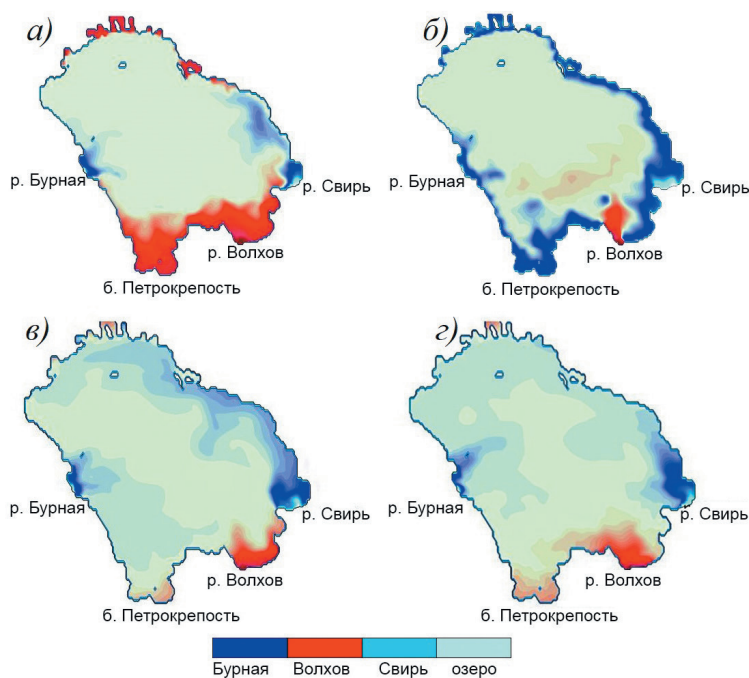 а)
б)
р. Бурная
р. Свирь
р. Волхов
б. Петрокрепость
р. Бурная
р. Свирь
р. Волхов
б. Петрокрепость
в)
г)
р. Бурная
р. Свирь
р. Волхов
б. Петрокрепость
р. Бурная
р. Свирь
р. Волхов
б. Петрокрепость
Бурная Волхов Свирь озеро